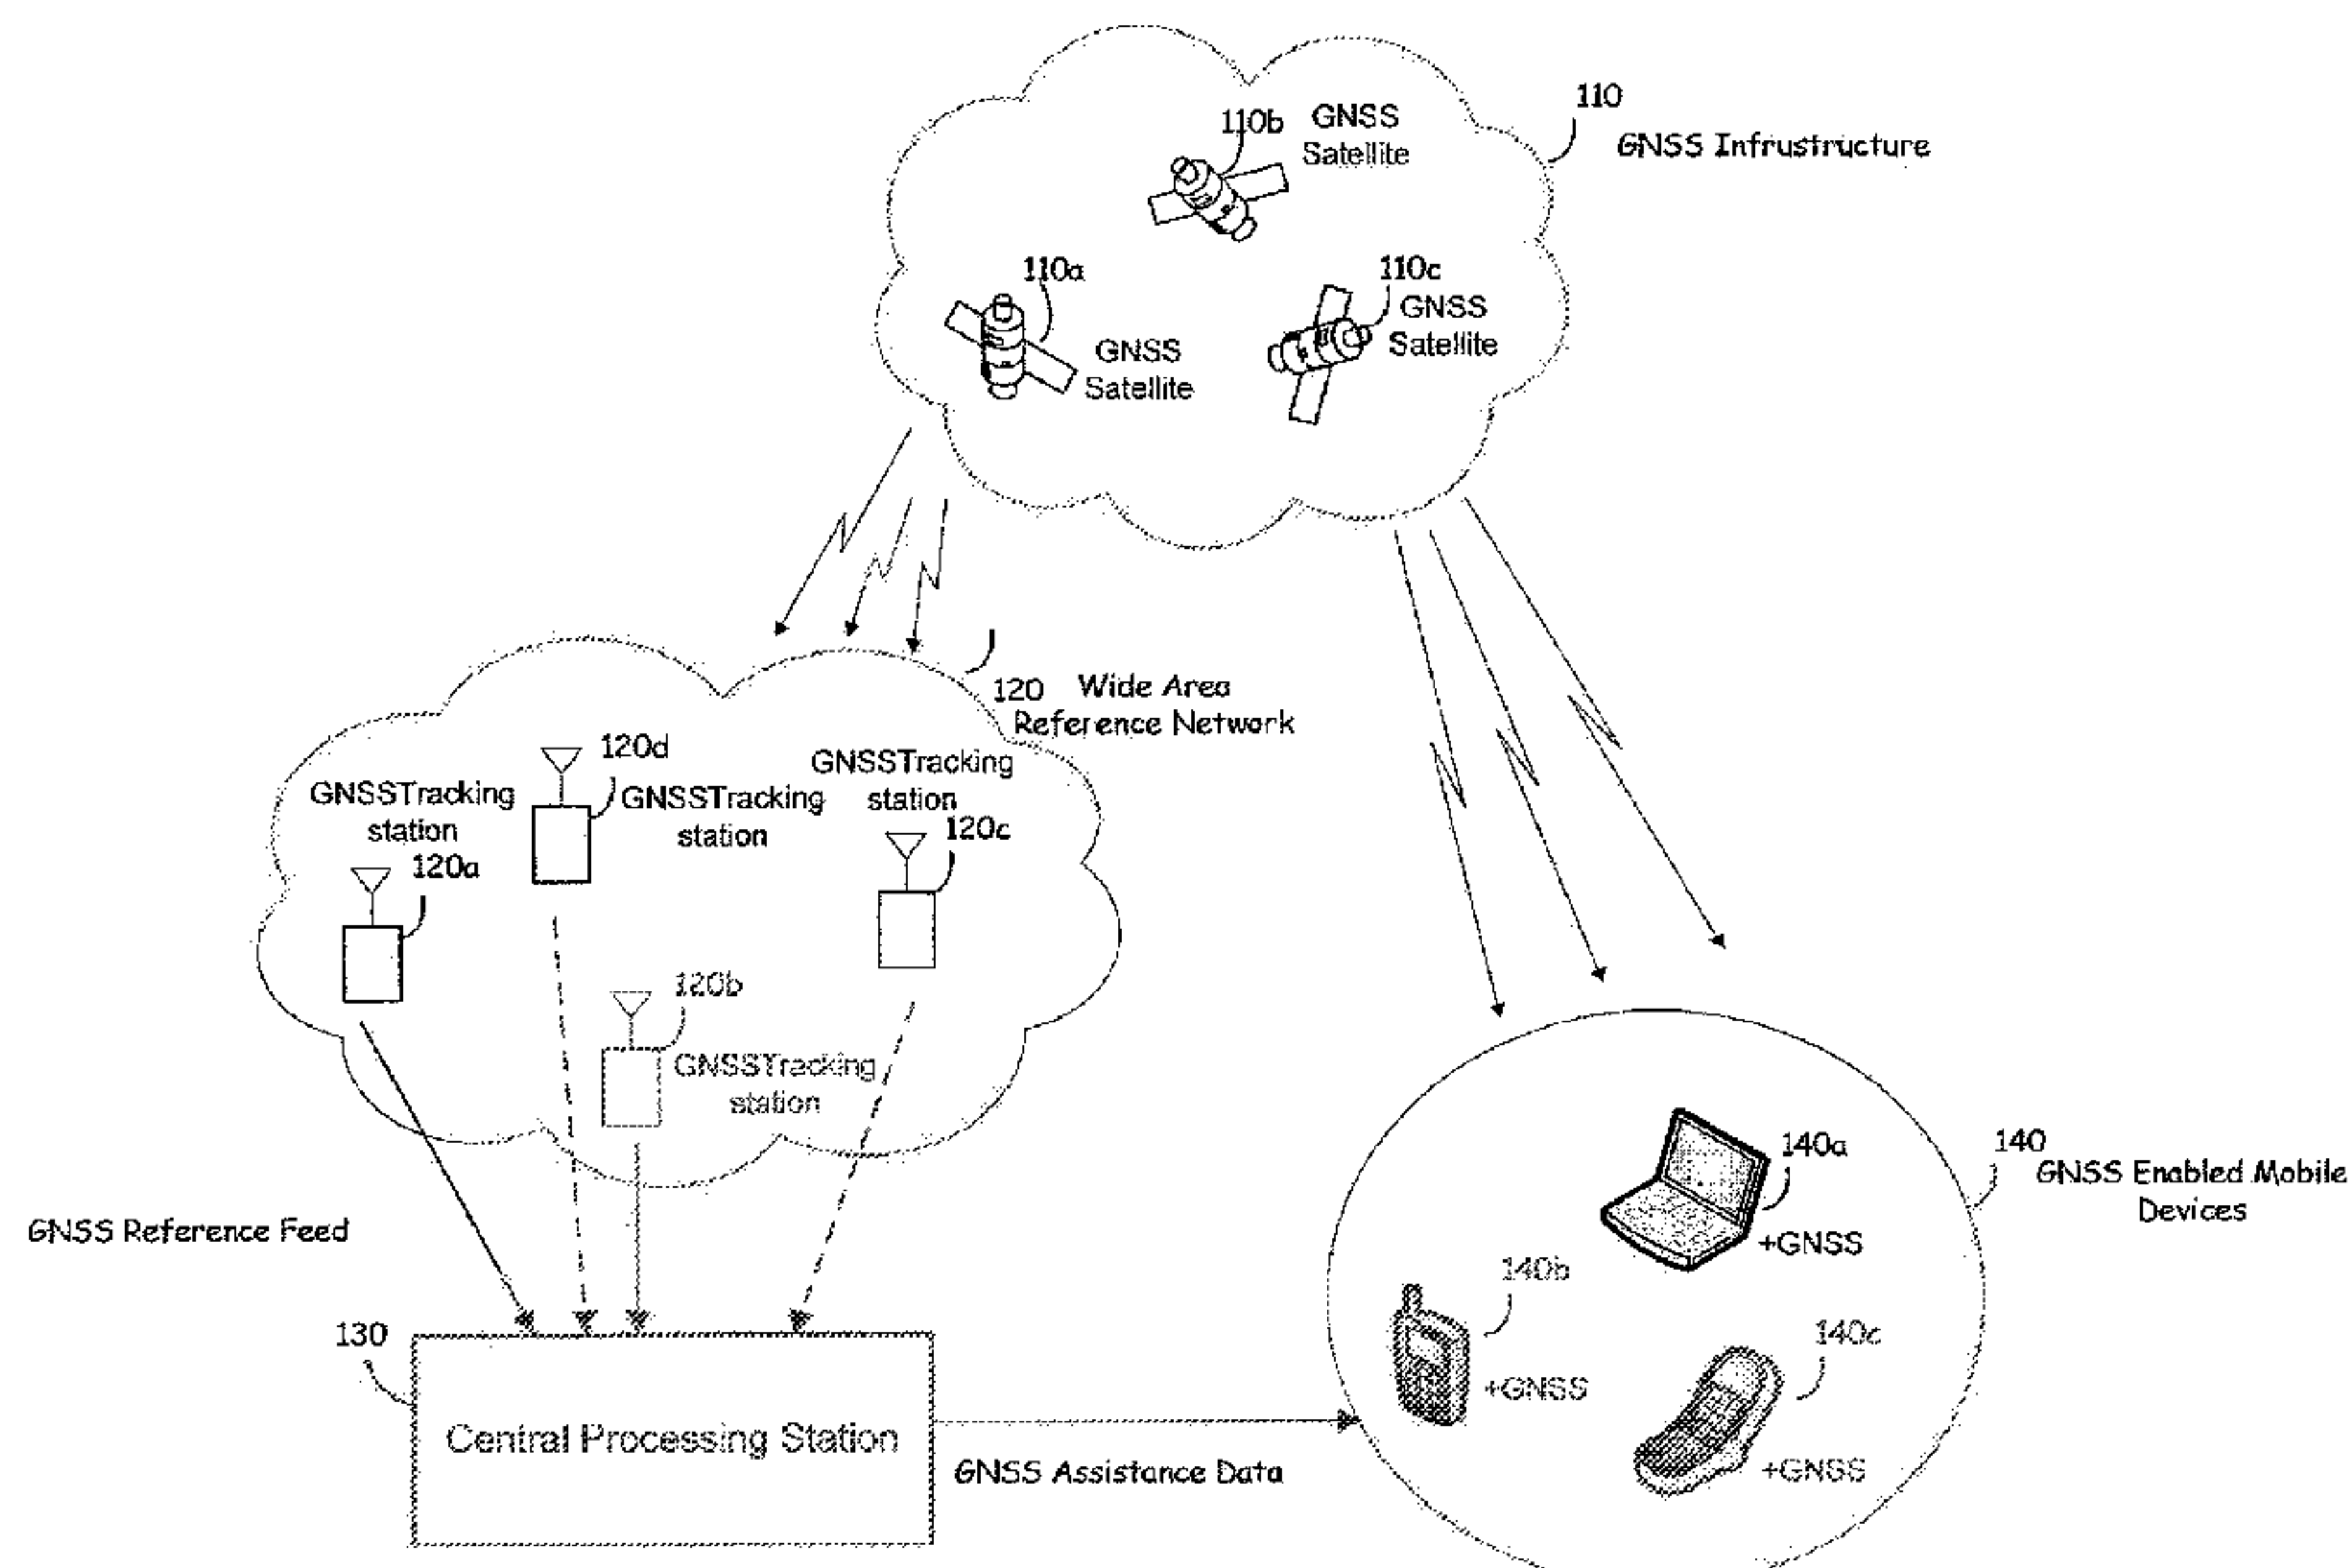 110
GNSS Infrustructure
110b
GNSS
Satellite
110a
GNSS
Satellite
110c
GNSS
Satellite
120
Wide Area
Reference Network
GNSSTracking
station
120a
120d
GNSSTracking
station
GNSSTracking
station
120c
120b
GNSSTracking
station
GNSS Reference Feed
130
Central Processing Station
GNSS Assistance Data
140
GNSS Enabled Mobile
Devices
140a
+GNSS
140b
+GNSS
140c
+GNSS